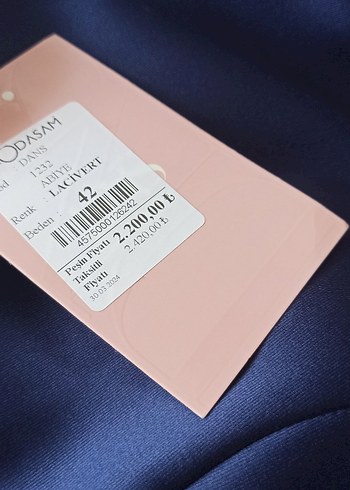 ODASAM
DANS
1232
ABİYE
Renk : LACİVERT
Beden : 42
4575000126242
Peşin Fiyatı 2.200,00 ₺
Taksitli 2.420,00 ₺
Fiyatı
30.03.2024